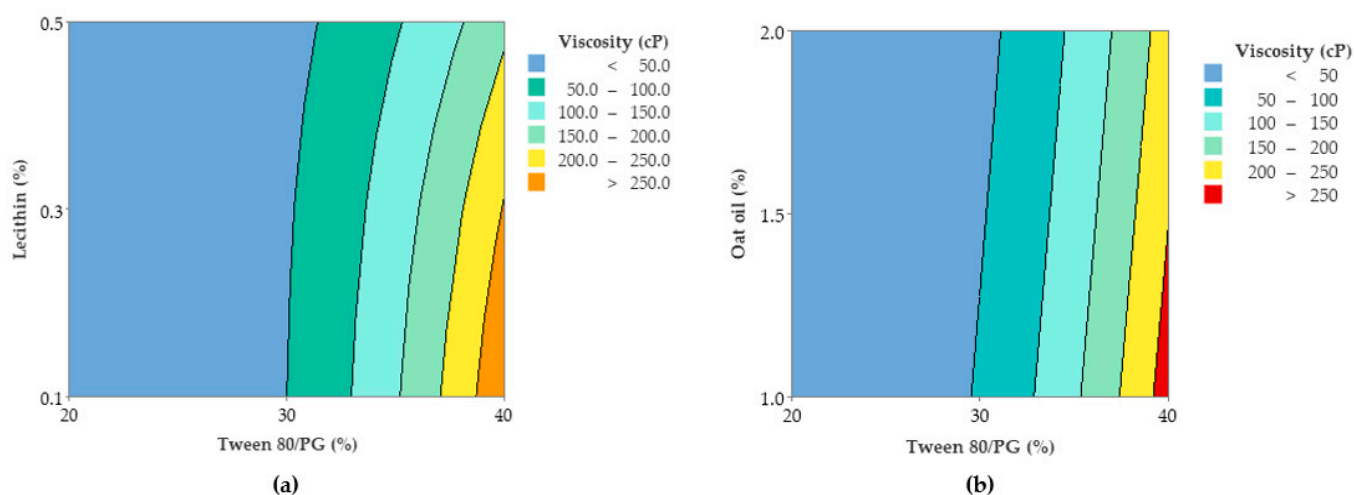 0.5
0.3
0.1
Lecithin (%)
20
30
40
Tween 80/PG (%)
Viscosity (cP)
< 50.0
50.0 – 100.0
100.0 – 150.0
150.0 – 200.0
200.0 – 250.0
> 250.0
(a)
2.0
1.5
1.0
Oat oil (%)
20
30
40
Tween 80/PG (%)
Viscosity (cP)
< 50
50 – 100
100 – 150
150 – 200
200 – 250
> 250
(b)